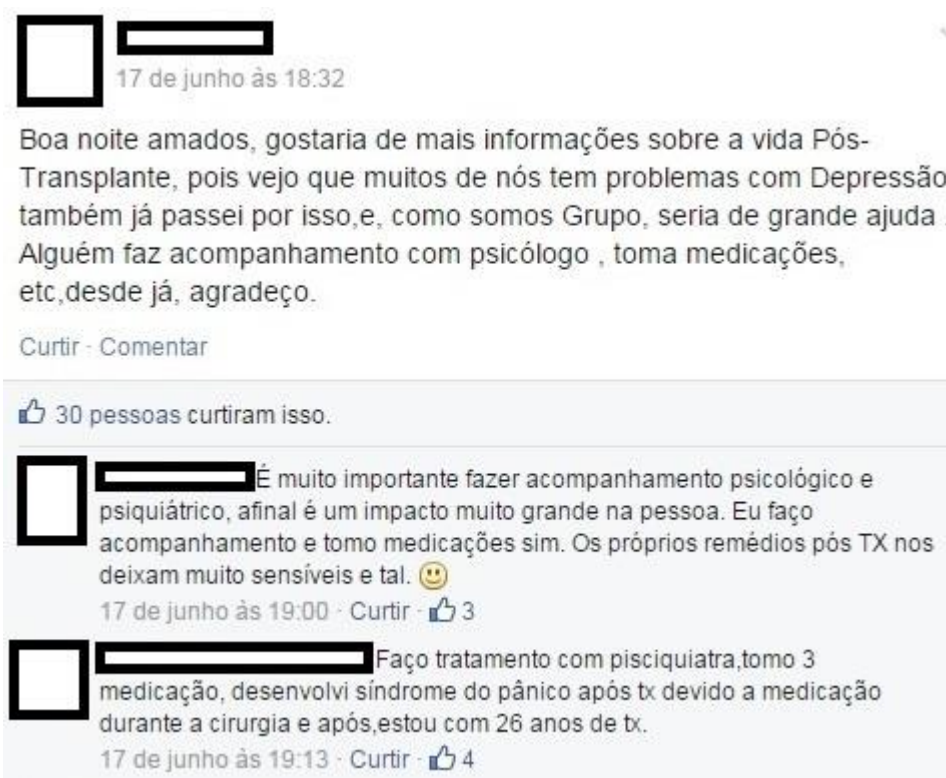 17 de junho às 18:32
Boa noite amados, gostaria de mais informações sobre a vida Pós-
Transplante, pois vejo que muitos de nós tem problemas com Depressão
também já passei por isso,e, como somos Grupo, seria de grande ajuda .
Alguém faz acompanhamento com psicólogo , toma medicações,
etc,desde já, agradeço.
Curtir · Comentar
30 pessoas curtiram isso.
É muito importante fazer acompanhamento psicológico e
psiquiátrico, afinal é um impacto muito grande na pessoa. Eu faço
acompanhamento e tomo medicações sim. Os próprios remédios pós TX nos
deixam muito sensíveis e tal.
17 de junho às 19:00 · Curtir · 3
Faço tratamento com pisciquiatra,tomo 3
medicação, desenvolvi síndrome do pânico após tx devido a medicação
durante a cirurgia e após,estou com 26 anos de tx.
17 de junho às 19:13 · Curtir · 4